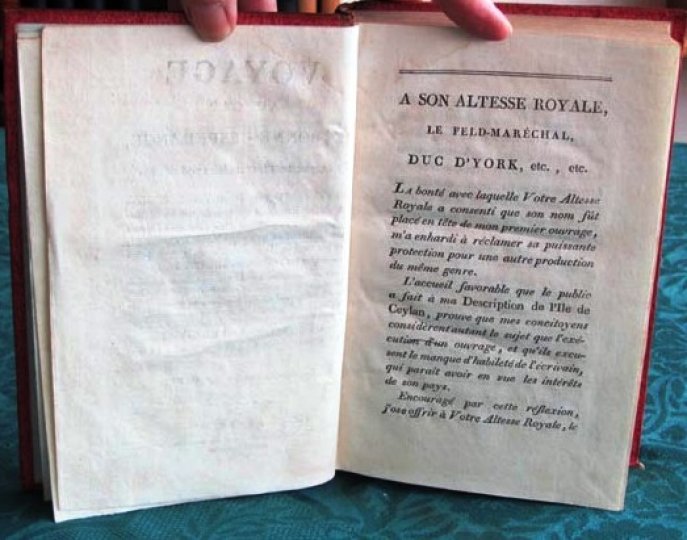 VOYAGE
A SON ALTESSE ROYALE,
LE FELD-MARÉCHAL,
DUC D'YORK, etc., etc.
LA bonté avec laquelle Votre Altesse
Royale a consenti que son nom fût
placé en tête de mon premier ouvrage,
m'a enhardi à réclamer sa puissante
protection pour une autre production
du même genre.
L'accueil favorable que le public
a fait à ma Description de l'Ile de
Ceylan, prouve que mes concitoyens
considèrent autant le sujet que l'exé-
cution d'un ouvrage, et qu'ils excu-
sent le manque d'habileté de l'écrivain,
qui parait avoir en vue les intérêts
de son pays.
Encouragé par cette réflexion,
j'ose offrir à Votre Altesse Royale, le